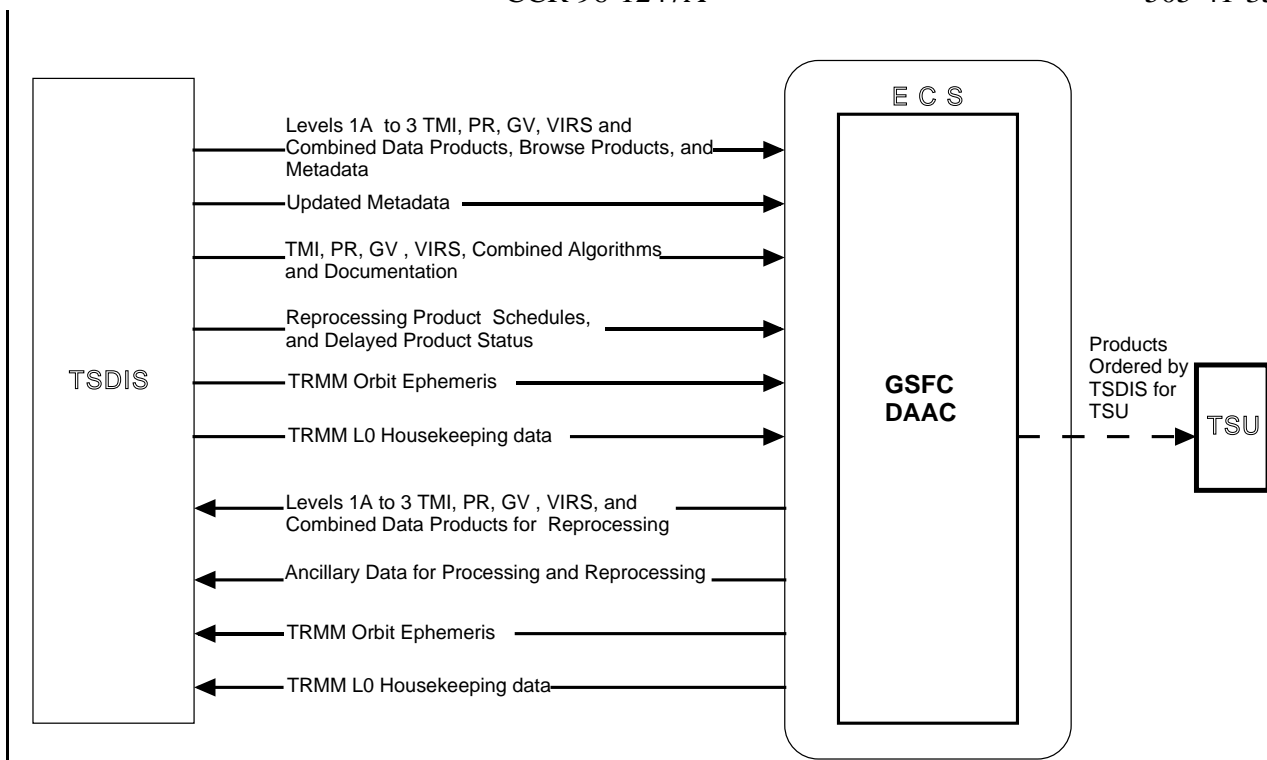 E C S
Levels 1A to 3 TMI, PR, GV, VIRS and
Combined Data Products, Browse Products, and
Metadata
Updated Metadata
TMI, PR, GV , VIRS, Combined Algorithms
and Documentation
Reprocessing Product Schedules,
and Delayed Product Status
TSDIS
TRMM Orbit Ephemeris
TRMM L0 Housekeeping data
Levels 1A to 3 TMI, PR, GV , VIRS, and
Combined Data Products for Reprocessing
Ancillary Data for Processing and Reprocessing
TRMM Orbit Ephemeris
TRMM L0 Housekeeping data
GSFC
DAAC
Products
Ordered by
TSDIS for
TSU
TSU